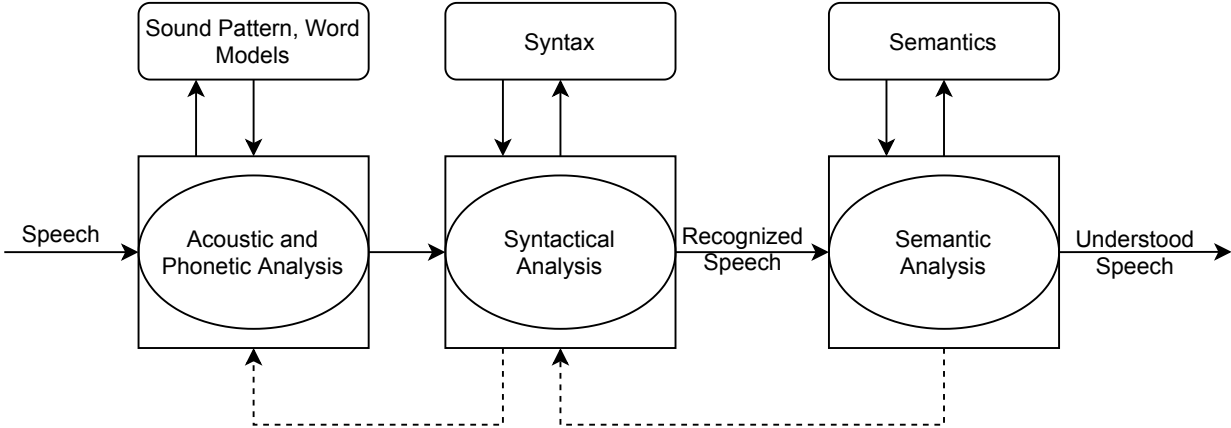 Sound Pattern, Word
Models
Syntax
Semantics
Speech
Acoustic and
Phonetic Analysis
Syntactical
Analysis
Recognized
Speech
Semantic
Analysis
Understood
Speech